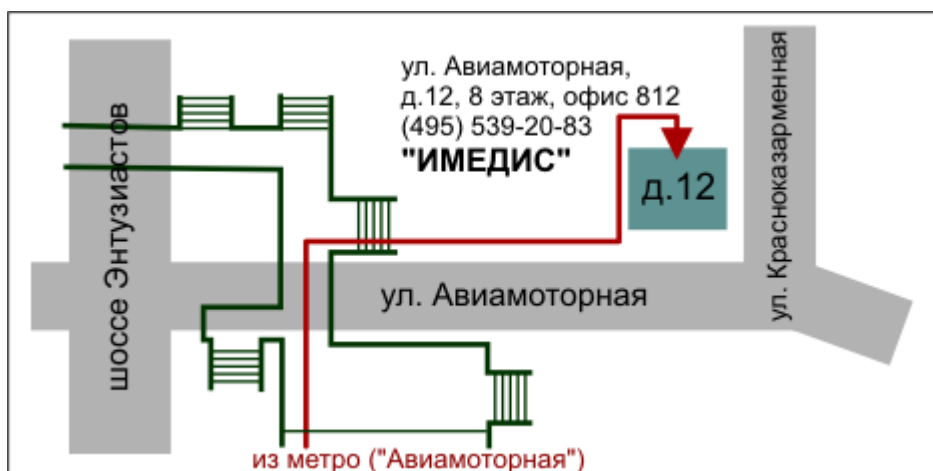 ул. Авиамоторная,
д.12, 8 этаж, офис 812
(495) 539-20-83
"ИМЕДИС"
д.12
шоссе Энтузиастов
ул. Авиамоторная
ул. Красноказарменная
из метро ("Авиамоторная")